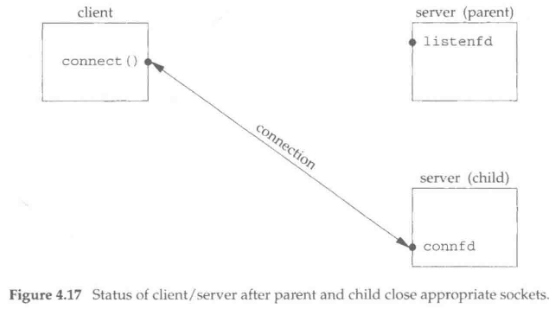 client
server (parent)
connect()
listenfd
connection
server (child)
connfd
Figure 4.17 Status of client/server after parent and child close appropriate sockets.